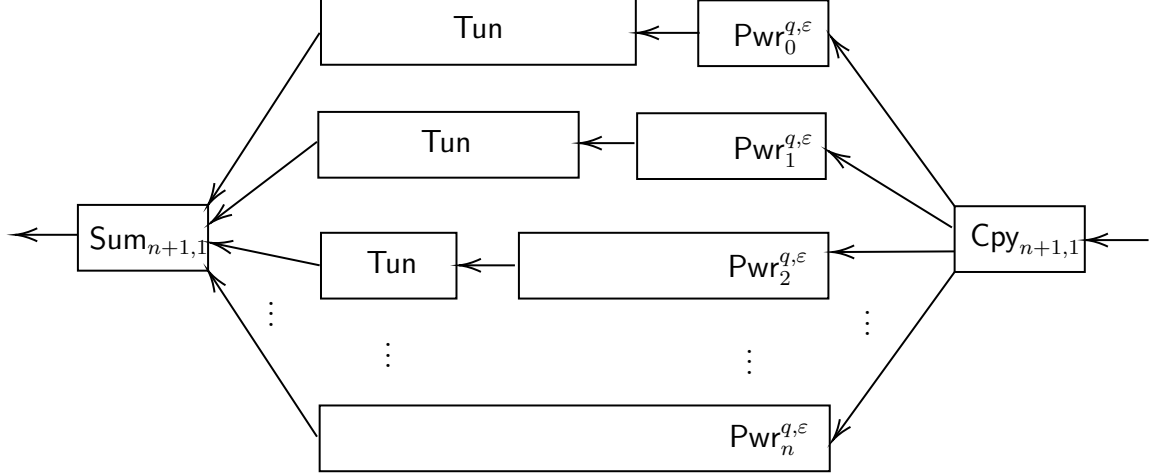 Tun Pwr_0^{q,ε}
Tun Pwr_1^{q,ε}
Sum_{n+1,1} Cpy_{n+1,1}
Tun Pwr_2^{q,ε}
⋮ ⋮
⋮ ⋮
Pwr_n^{q,ε}